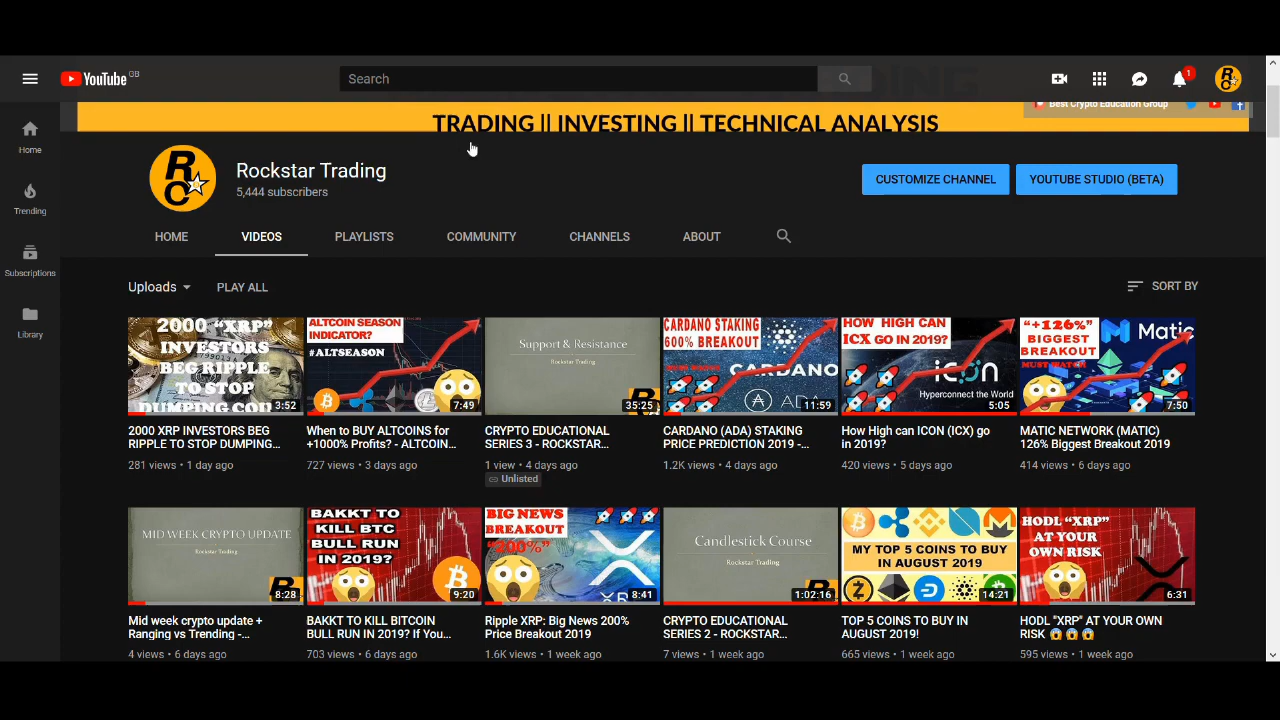 YouTube GB
Search
1
Best Crypto Education Group
TRADING || INVESTING || TECHNICAL ANALYSIS
Home
Trending
Subscriptions
Library
RC
Rockstar Trading
5,444 subscribers
CUSTOMIZE CHANNEL
YOUTUBE STUDIO (BETA)
HOME
VIDEOS
PLAYLISTS
COMMUNITY
CHANNELS
ABOUT
Uploads
PLAY ALL
SORT BY
2000 "XRP"
INVESTORS
BEG RIPPLE
TO STOP
DUMPING COIN
3:52
2000 XRP INVESTORS BEG
RIPPLE TO STOP DUMPING...
281 views • 1 day ago
ALTCOIN SEASON
INDICATOR?
#ALTSEASON
7:49
When to BUY ALTCOINS for
+1000% Profits? - ALTCOIN...
727 views • 3 days ago
Support & Resistance
Rockstar Trading
35:25
CRYPTO EDUCATIONAL
SERIES 3 - ROCKSTAR...
1 view • 4 days ago
Unlisted
CARDANO STAKING
600% BREAKOUT
CARDANO
ADA
11:59
CARDANO (ADA) STAKING
PRICE PREDICTION 2019 -...
1.2K views • 4 days ago
HOW HIGH CAN
ICX GO IN 2019?
ICON
Hyperconnect the World
5:05
How High can ICON (ICX) go
in 2019?
420 views • 5 days ago
"+126%"
BIGGEST
BREAKOUT
MUST WATCH
Matic
7:50
MATIC NETWORK (MATIC)
126% Biggest Breakout 2019
414 views • 6 days ago
MID WEEK CRYPTO UPDATE
Rockstar Trading
8:28
Mid week crypto update +
Ranging vs Trending -...
4 views • 6 days ago
BAKKT TO
KILL BTC
BULL RUN
IN 2019?
9:20
BAKKT TO KILL BITCOIN
BULL RUN IN 2019? If You...
703 views • 6 days ago
BIG NEWS
BREAKOUT
"200%"
8:41
Ripple XRP: Big News 200%
Price Breakout 2019
1.6K views • 1 week ago
Candlestick Course
Rockstar Trading
1:02:16
CRYPTO EDUCATIONAL
SERIES 2 - ROCKSTAR...
7 views • 1 week ago
MY TOP 5 COINS TO BUY
IN AUGUST 2019
14:21
TOP 5 COINS TO BUY IN
AUGUST 2019!
665 views • 1 week ago
HODL "XRP"
AT YOUR
OWN RISK
6:31
HODL "XRP" AT YOUR OWN
RISK 😱😱😱
595 views • 1 week ago